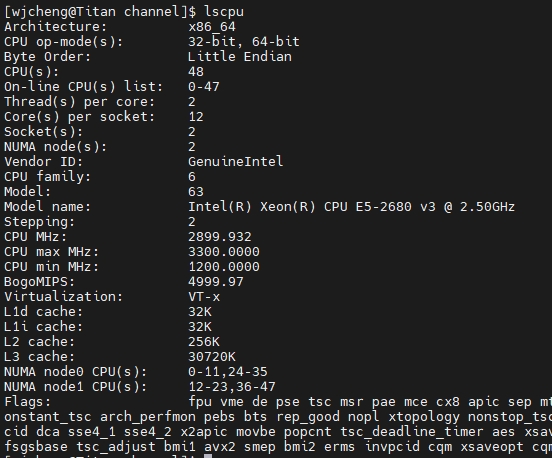 [wjcheng@Titan channel]$ lscpu
Architecture: x86_64
CPU op-mode(s): 32-bit, 64-bit
Byte Order: Little Endian
CPU(s): 48
On-line CPU(s) list: 0-47
Thread(s) per core: 2
Core(s) per socket: 12
Socket(s): 2
NUMA node(s): 2
Vendor ID: GenuineIntel
CPU family: 6
Model: 63
Model name: Intel(R) Xeon(R) CPU E5-2680 v3 @ 2.50GHz
Stepping: 2
CPU MHz: 2899.932
CPU max MHz: 3300.0000
CPU min MHz: 1200.0000
BogoMIPS: 4999.97
Virtualization: VT-x
L1d cache: 32K
L1i cache: 32K
L2 cache: 256K
L3 cache: 30720K
NUMA node0 CPU(s): 0-11,24-35
NUMA node1 CPU(s): 12-23,36-47
Flags: fpu vme de pse tsc msr pae mce cx8 apic sep mt
onstant_tsc arch_perfmon pebs bts rep_good nopl xtopology nonstop_tsc
cid dca sse4_1 sse4_2 x2apic movbe popcnt tsc_deadline_timer aes xsav
fsgsbase tsc_adjust bmi1 avx2 smep bmi2 erms invpcid cqm xsaveopt cqm